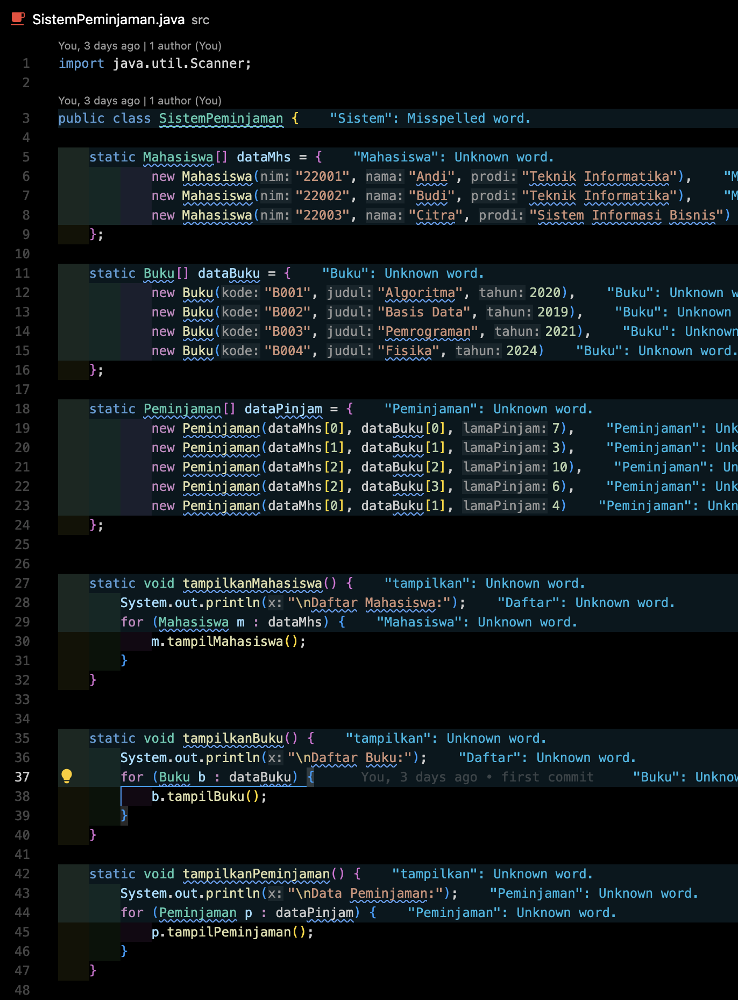 SistemPeminjaman.java src
You, 3 days ago | 1 author (You)
1 import java.util.Scanner;
2
You, 3 days ago | 1 author (You)
3 public class SistemPeminjaman { "Sistem": Misspelled word.
4
5 static Mahasiswa[] dataMhs = { "Mahasiswa": Unknown word.
6 new Mahasiswa(nim: "22001", nama: "Andi", prodi: "Teknik Informatika"), "M
7 new Mahasiswa(nim: "22002", nama: "Budi", prodi: "Teknik Informatika"), "M
8 new Mahasiswa(nim: "22003", nama: "Citra", prodi: "Sistem Informasi Bisnis")
9 };
10
11 static Buku[] dataBuku = { "Buku": Unknown word.
12 new Buku(kode: "B001", judul: "Algoritma", tahun: 2020), "Buku": Unknown w
13 new Buku(kode: "B002", judul: "Basis Data", tahun: 2019), "Buku": Unknown
14 new Buku(kode: "B003", judul: "Pemrograman", tahun: 2021), "Buku": Unknown
15 new Buku(kode: "B004", judul: "Fisika", tahun: 2024) "Buku": Unknown word.
16 };
17
18 static Peminjaman[] dataPinjam = { "Peminjaman": Unknown word.
19 new Peminjaman(dataMhs[0], dataBuku[0], lamaPinjam: 7), "Peminjaman": Unk
20 new Peminjaman(dataMhs[1], dataBuku[1], lamaPinjam: 3), "Peminjaman": Unk
21 new Peminjaman(dataMhs[2], dataBuku[2], lamaPinjam: 10), "Peminjaman": Un
22 new Peminjaman(dataMhs[2], dataBuku[3], lamaPinjam: 6), "Peminjaman": Unk
23 new Peminjaman(dataMhs[0], dataBuku[1], lamaPinjam: 4) "Peminjaman": Unkn
24 };
25
26
27 static void tampilkanMahasiswa() { "tampilkan": Unknown word.
28 System.out.println(x: "\nDaftar Mahasiswa:"); "Daftar": Unknown word.
29 for (Mahasiswa m : dataMhs) { "Mahasiswa": Unknown word.
30 m.tampilMahasiswa();
31 }
32 }
33
34
35 static void tampilkanBuku() { "tampilkan": Unknown word.
36 System.out.println(x: "\nDaftar Buku:"); "Daftar": Unknown word.
37 for (Buku b : dataBuku) { You, 3 days ago • first commit "Buku": Unknow
38 b.tampilBuku();
39 }
40 }
41
42 static void tampilkanPeminjaman() { "tampilkan": Unknown word.
43 System.out.println(x: "\nData Peminjaman:"); "Peminjaman": Unknown word.
44 for (Peminjaman p : dataPinjam) { "Peminjaman": Unknown word.
45 p.tampilPeminjaman();
46 }
47 }
48